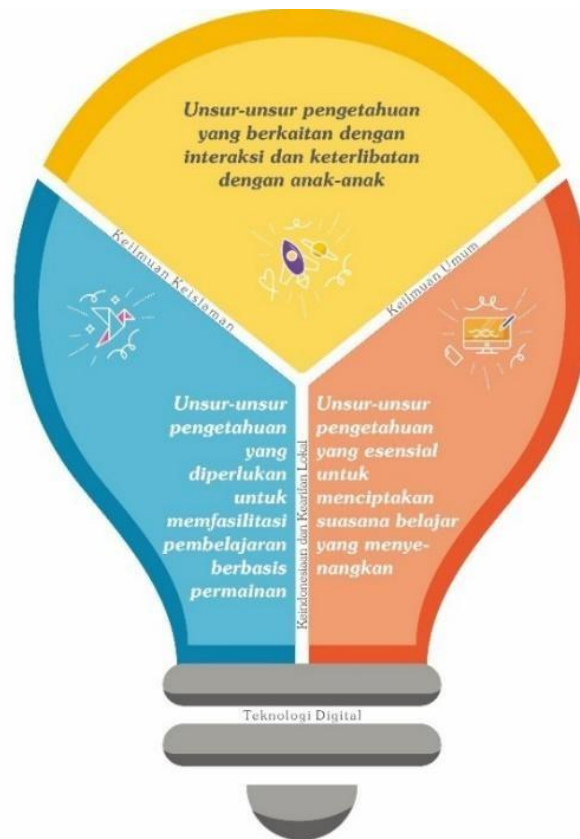 Unsur-unsur pengetahuan
yang berkaitan dengan
interaksi dan keterlibatan
dengan anak-anak
Keilmuan Keislaman
Keilmuan Umum
Unsur-unsur
pengetahuan
yang
diperlukan
untuk
memfasilitasi
pembelajaran
berbasis
permainan
Keindonesiaan dan Kearifan Lokal
Unsur-unsur
pengetahuan
yang esensial
untuk
menciptakan
suasana belajar
yang menye-
nangkan
Teknologi Digital